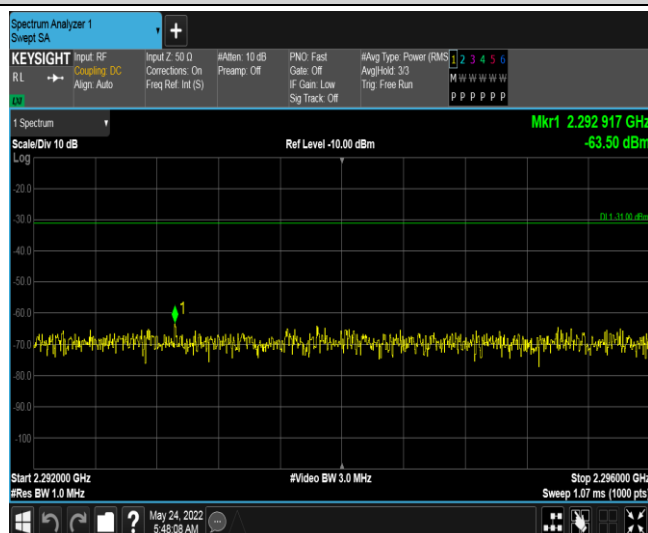 Spectrum Analyzer 1
Swept SA
+
KEYSIGHT
RL
LXI
Input: RF
Coupling: DC
Align: Auto
Input Z: 50 Ω
Corrections: On
Freq Ref: Int (S)
#Atten: 10 dB
Preamp: Off
PNO: Fast
Gate: Off
IF Gain: Low
Sig Track: Off
#Avg Type: Power (RMS
Avg|Hold: 3/3
Trig: Free Run
1 2 3 4 5 6
M W W W W W
P P P P P P
1 Spectrum
Mkr1 2.292 917 GHz
Scale/Div 10 dB
Ref Level -10.00 dBm
-63.50 dBm
Log
-20.0
-30.0
DL1 -31.00 dBm
-40.0
-50.0
-60.0
1
-70.0
-80.0
-90.0
-100
Start 2.292000 GHz
#Video BW 3.0 MHz
Stop 2.296000 GHz
#Res BW 1.0 MHz
Sweep 1.07 ms (1000 pts)
?
May 24, 2022
5:48:08 AM